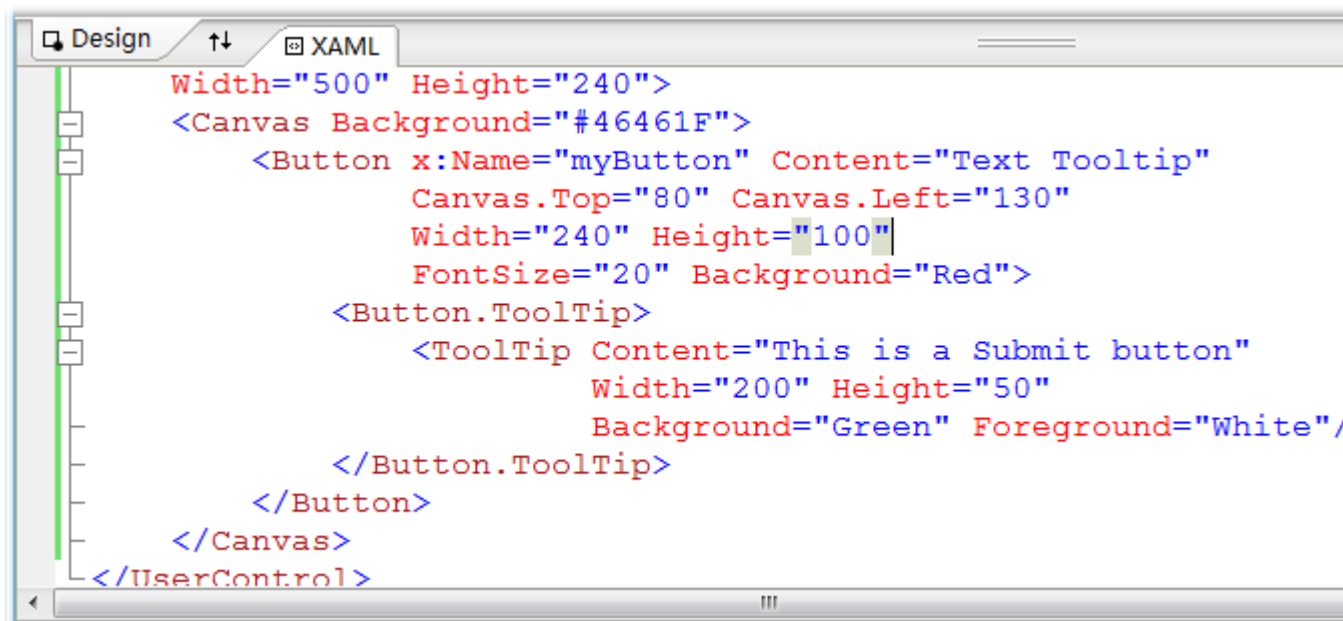 Design XAML
Width="500" Height="240">
<Canvas Background="#46461F">
<Button x:Name="myButton" Content="Text Tooltip"
Canvas.Top="80" Canvas.Left="130"
Width="240" Height="100"
FontSize="20" Background="Red">
<Button.ToolTip>
<ToolTip Content="This is a Submit button"
Width="200" Height="50"
Background="Green" Foreground="White"/
</Button.ToolTip>
</Button>
</Canvas>
</UserControl>